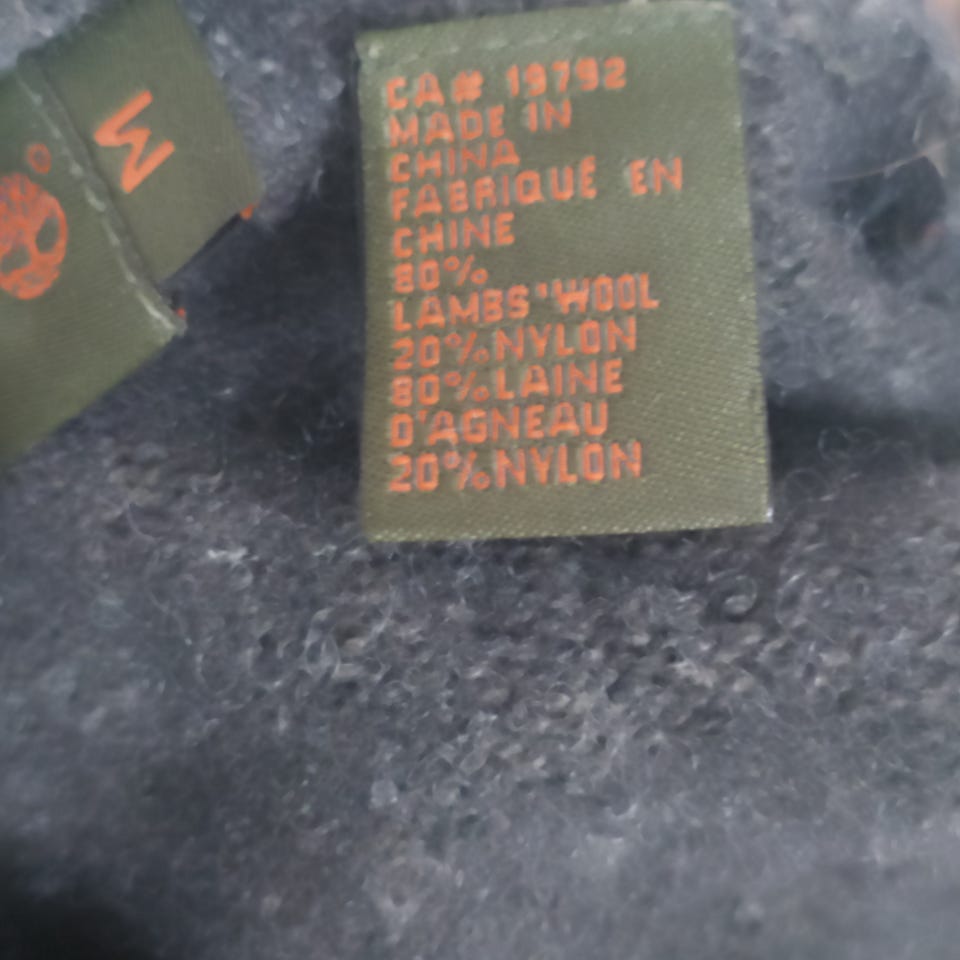 M
CA# 19792
MADE IN
CHINA
FABRIQUÉ EN
CHINE
80%
LAMBS'WOOL
20%NYLON
80%LAINE
D'AGNEAU
20%NYLON